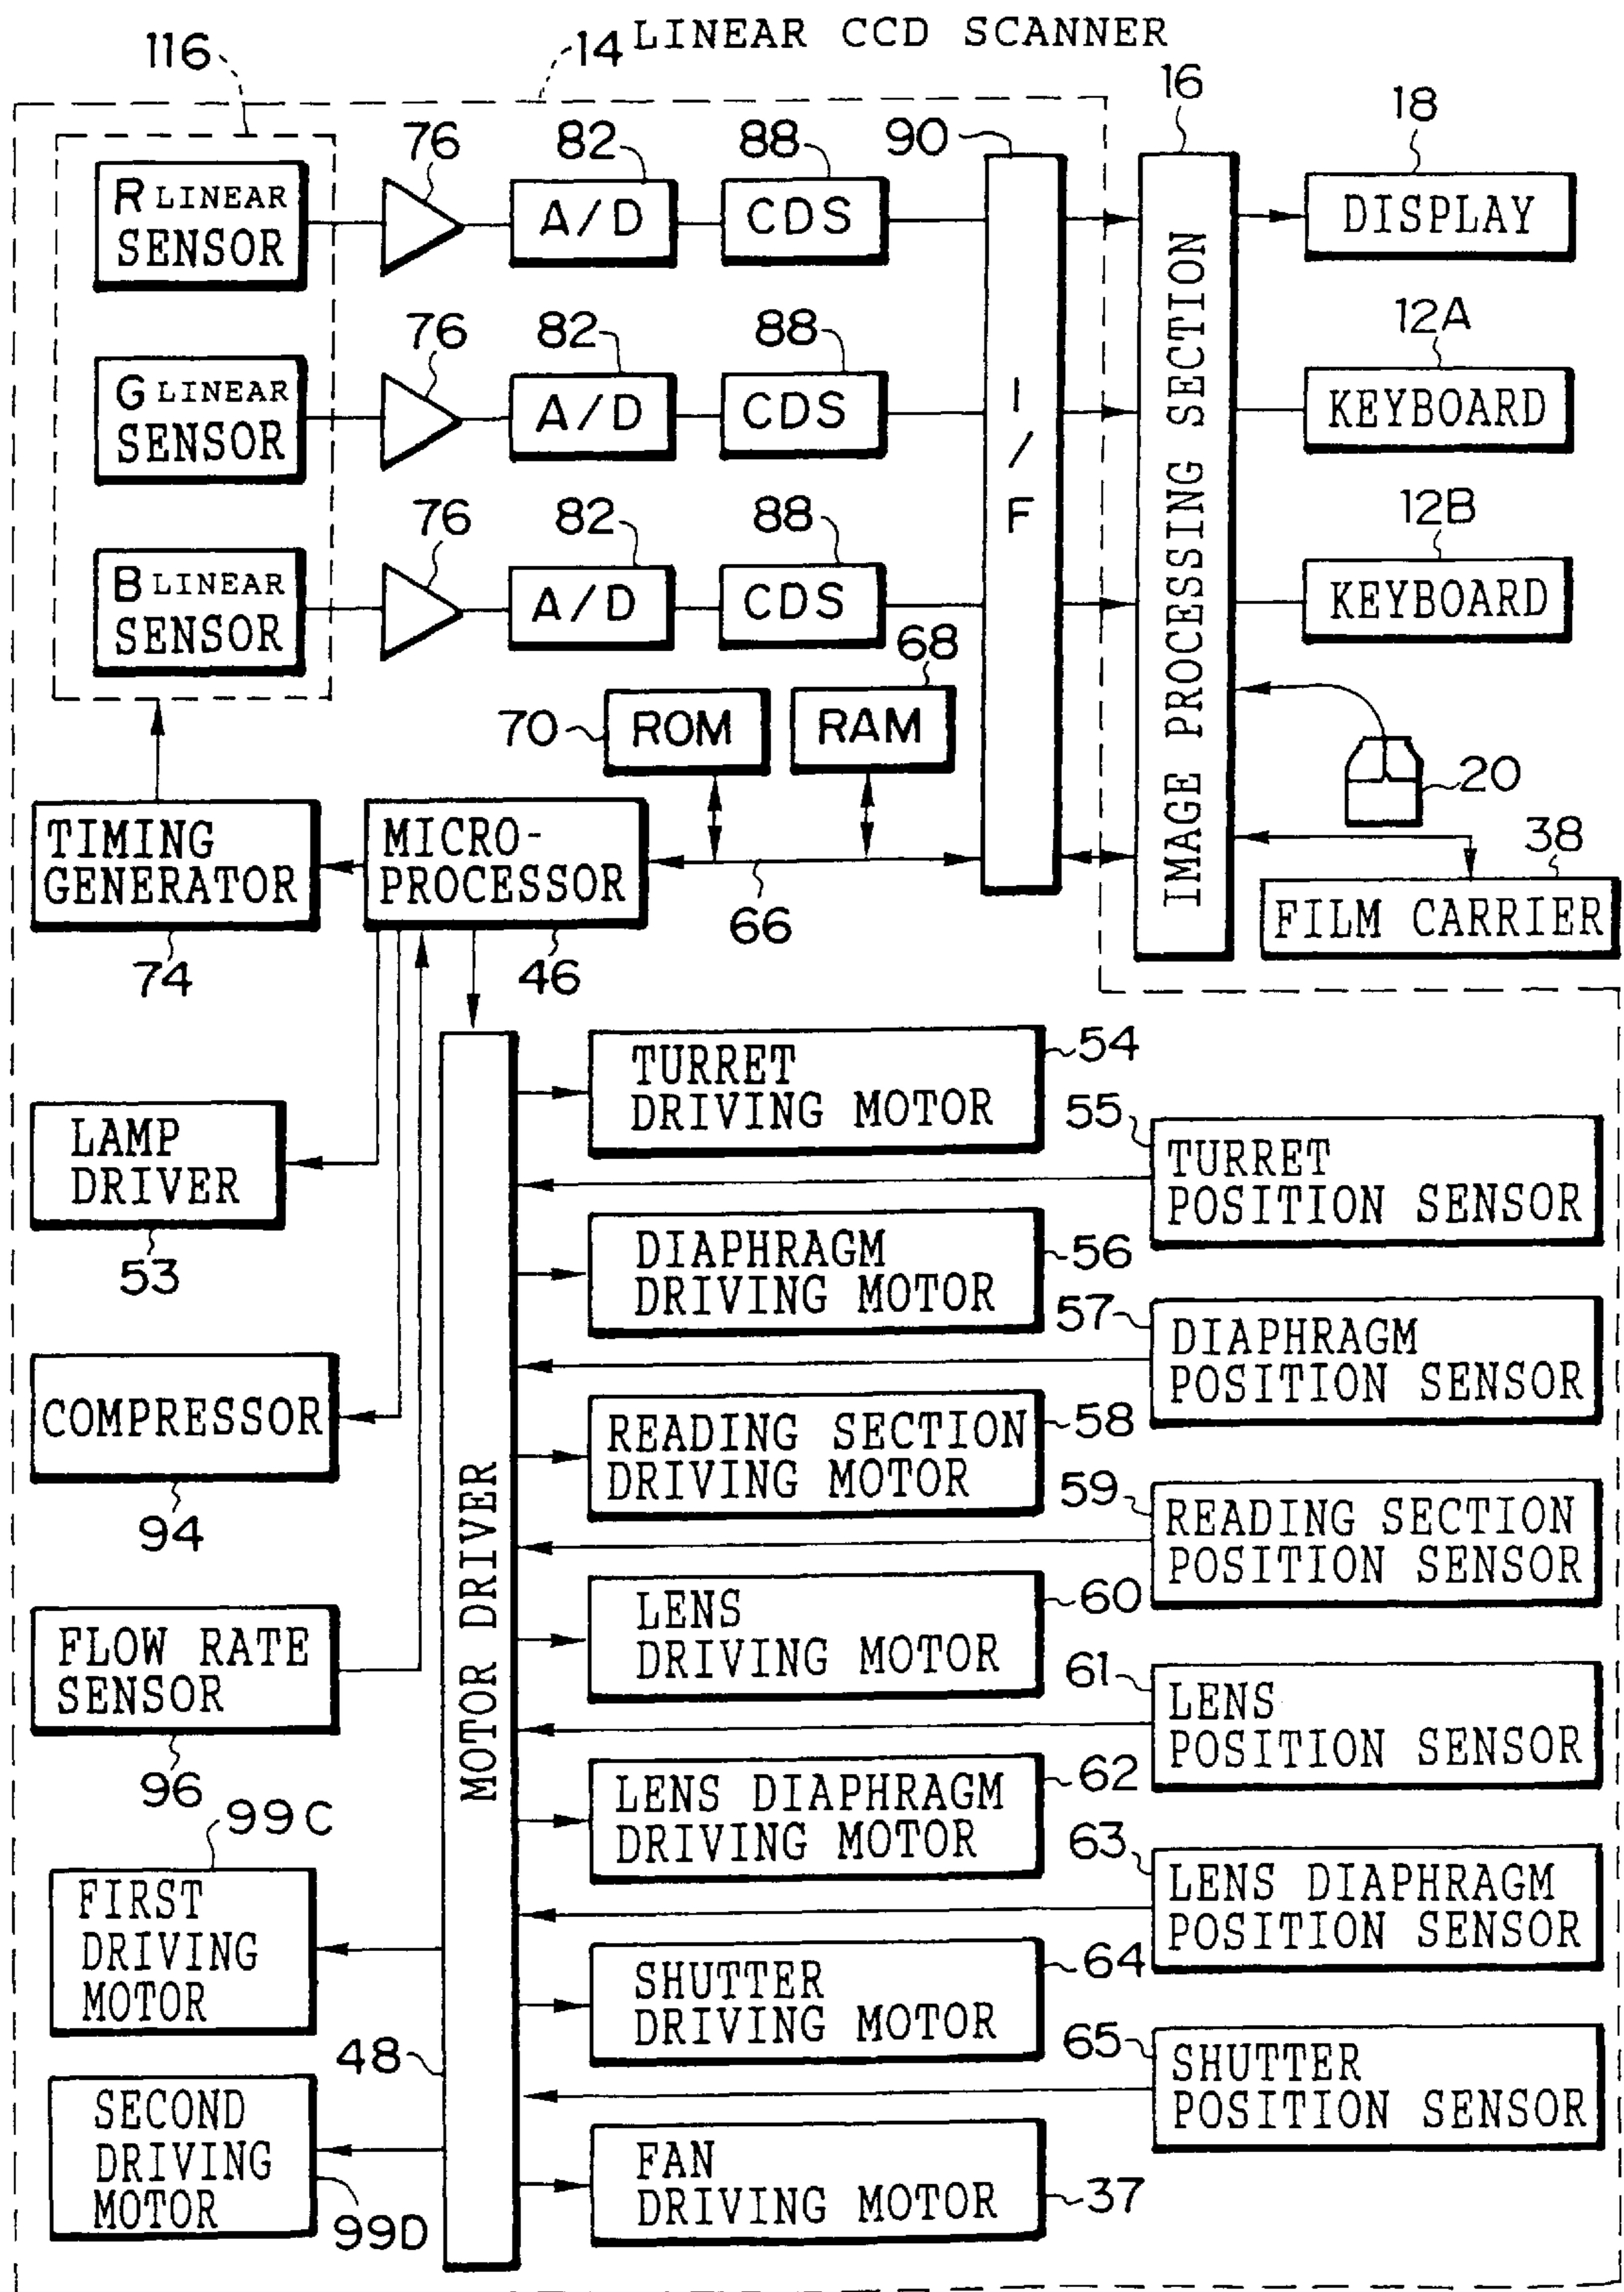 14 LINEAR CCD SCANNER
116
16
18
76
82
88
90
R LINEAR
SENSOR
A/D
CDS
DISPLAY
76
82
88
12A
G LINEAR
SENSOR
A/D
CDS
I/F
IMAGE PROCESSING SECTION
KEYBOARD
76
82
88
12B
B LINEAR
SENSOR
A/D
CDS
KEYBOARD
68
70
ROM
RAM
20
TIMING
GENERATOR
MICRO-
PROCESSOR
38
66
FILM CARRIER
74
46
TURRET
DRIVING MOTOR
54
55
TURRET
POSITION SENSOR
LAMP
DRIVER
53
DIAPHRAGM
DRIVING MOTOR
56
57
DIAPHRAGM
POSITION SENSOR
COMPRESSOR
94
READING SECTION
DRIVING MOTOR
58
59
READING SECTION
POSITION SENSOR
MOTOR DRIVER
LENS
DRIVING MOTOR
60
FLOW RATE
SENSOR
96
61
LENS
POSITION SENSOR
LENS DIAPHRAGM
DRIVING MOTOR
62
99C
FIRST
DRIVING
MOTOR
63
LENS DIAPHRAGM
POSITION SENSOR
SHUTTER
DRIVING MOTOR
64
48
65
SHUTTER
POSITION SENSOR
SECOND
DRIVING
MOTOR
99D
FAN
DRIVING MOTOR
37